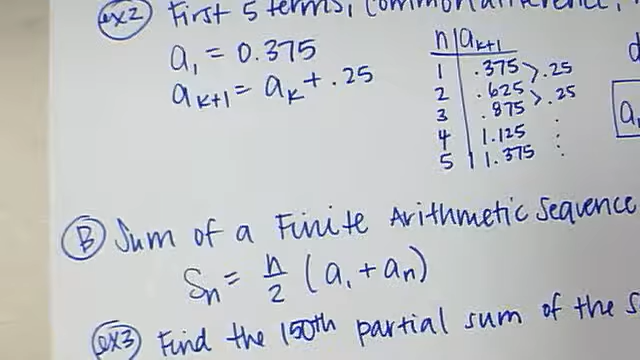 ex2 First 5 terms, common difference,
a₁ = 0.375
aₖ₊₁ = aₖ + .25
n | aₖ₊₁
1 | .375 > .25
2 | .625
3 | .875 > .25
4 | 1.125 :
5 | 1.375 :
d
a
B Sum of a Finite Arithmetic Sequence
Sₙ = n/2 (a₁ + aₙ)
ex3 Find the 150th partial sum of the s